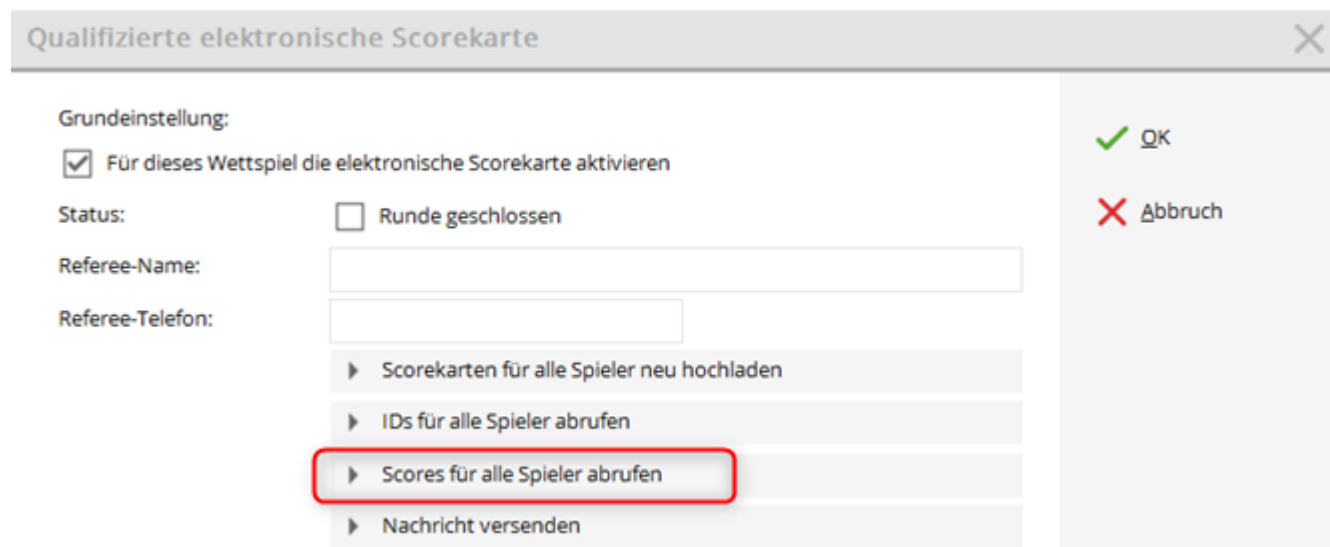 Qualifizierte elektronische Scorekarte
Grundeinstellung:
Für dieses Wettspiel die elektronische Scorekarte aktivieren
Status:
Runde geschlossen
Referee-Name:
Referee-Telefon:
Scorekarten für alle Spieler neu hochladen
IDs für alle Spieler abrufen
Scores für alle Spieler abrufen
Nachricht versenden
OK
Abbruch